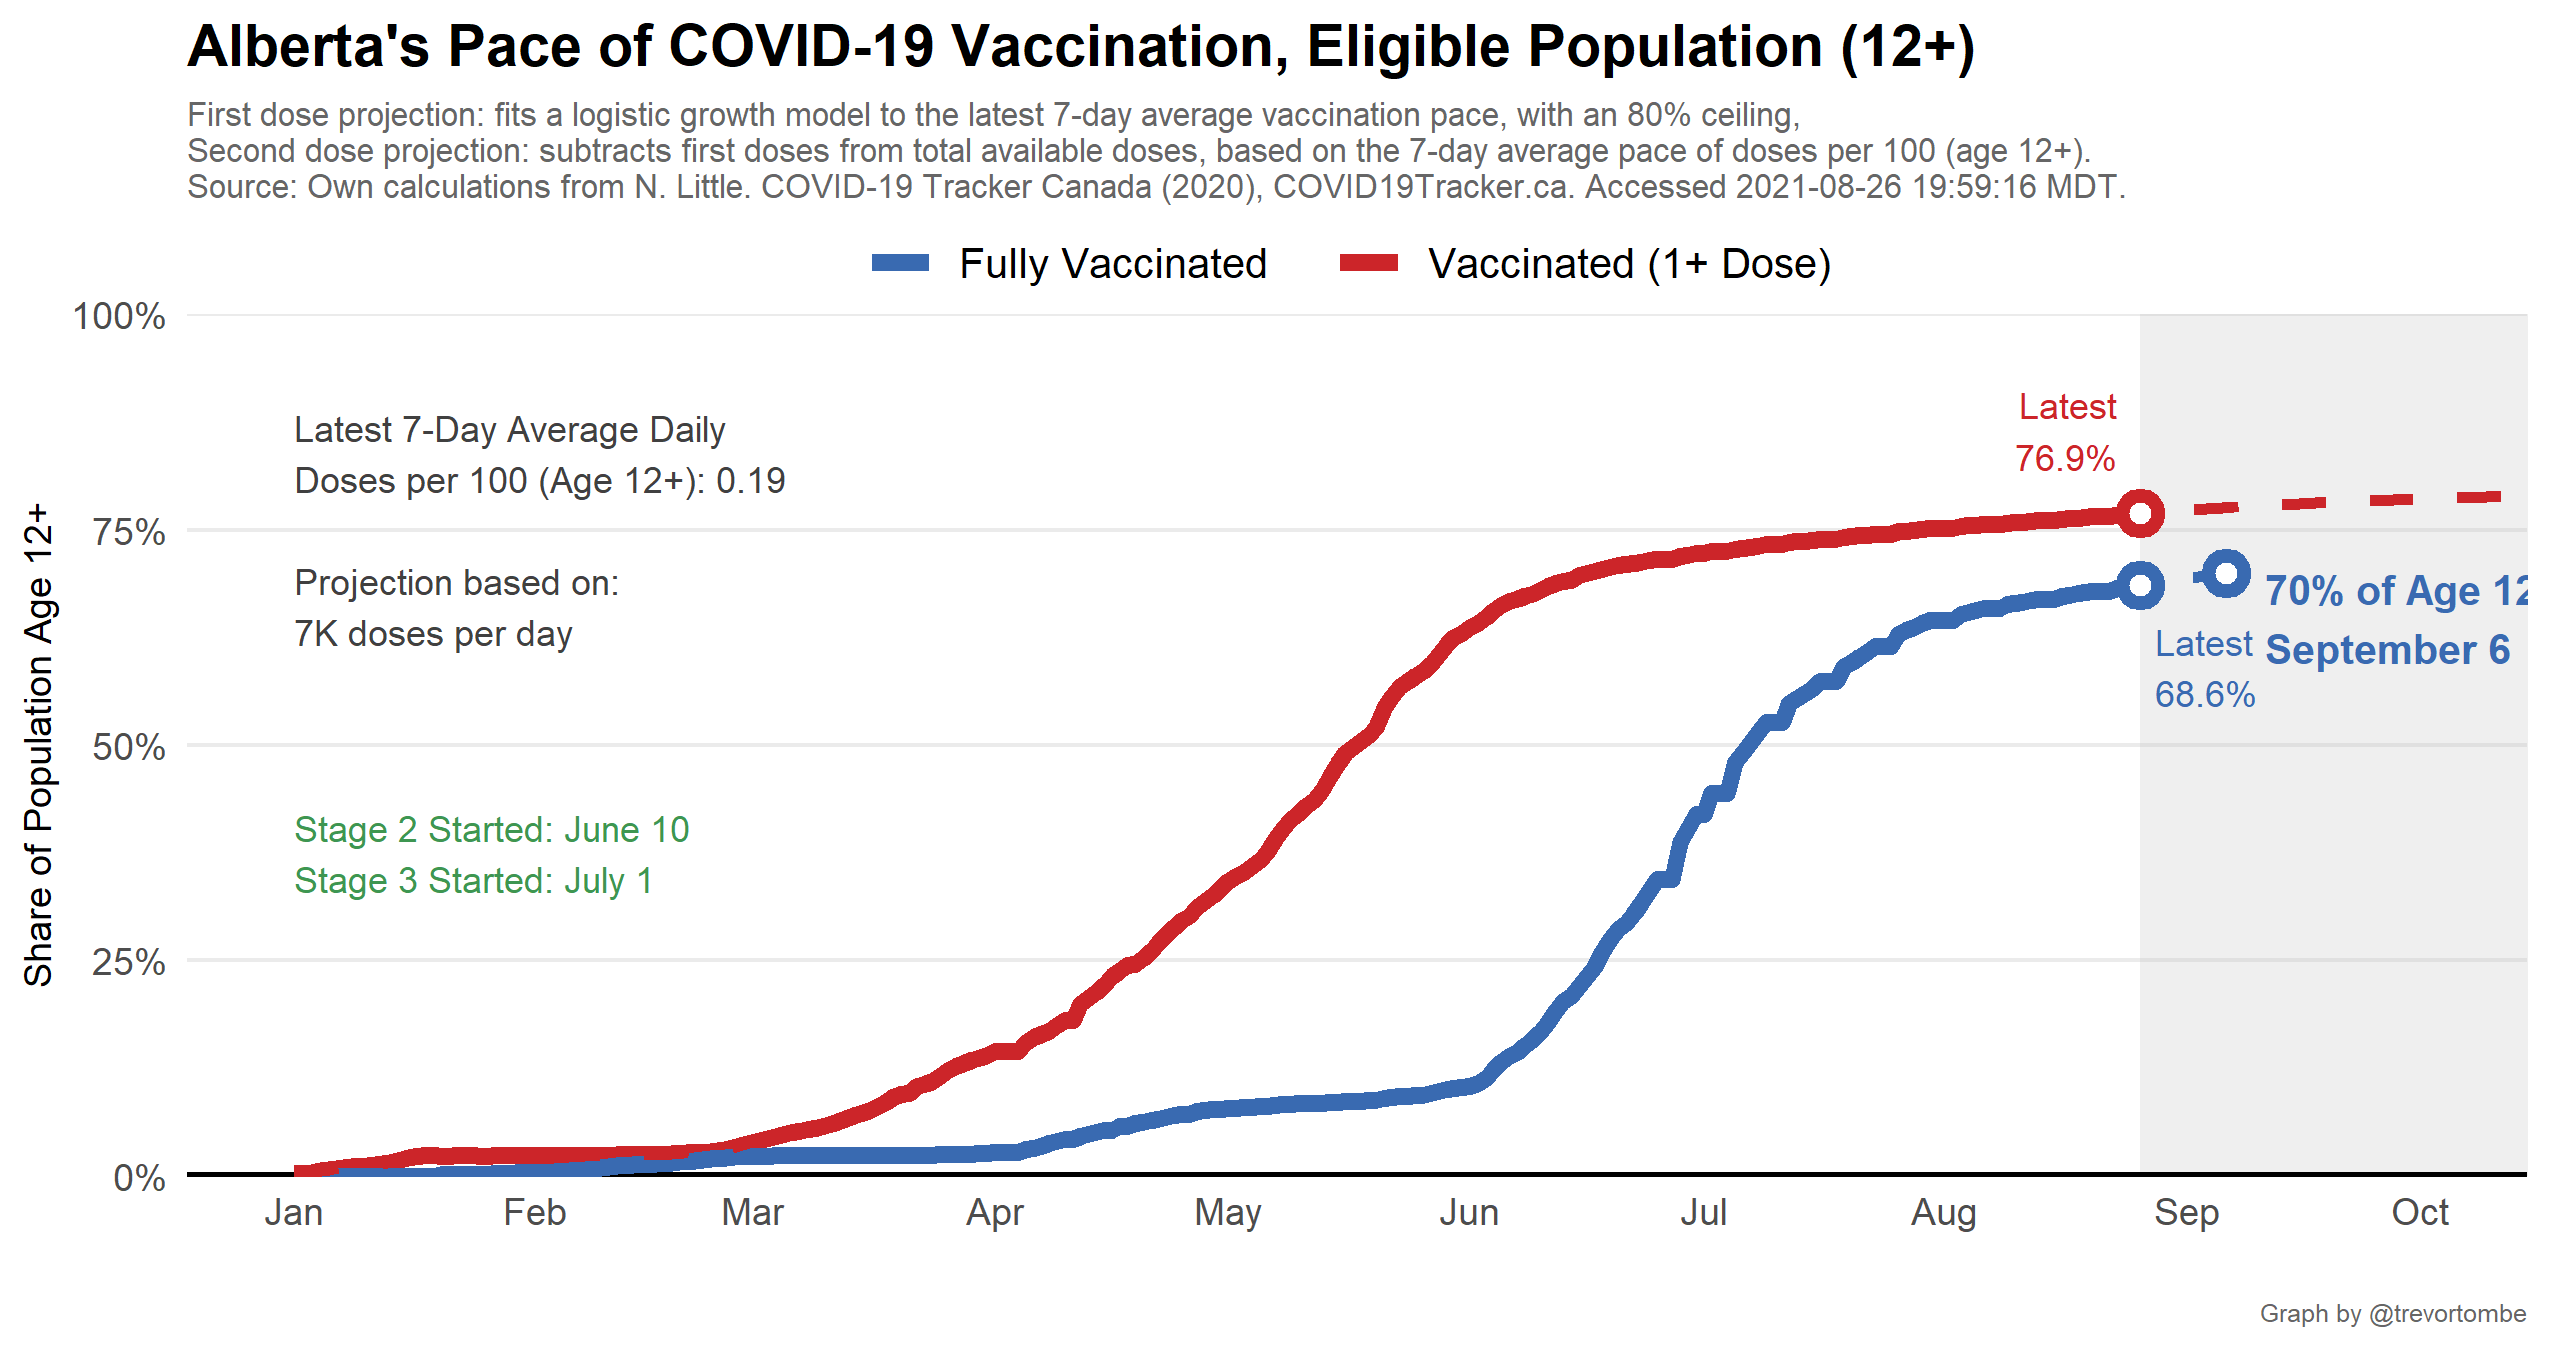 Alberta's Pace of COVID-19 Vaccination, Eligible Population (12+)
First dose projection: fits a logistic growth model to the latest 7-day average vaccination pace, with an 80% ceiling,
Second dose projection: subtracts first doses from total available doses, based on the 7-day average pace of doses per 100 (age 12+).
Source: Own calculations from N. Little. COVID-19 Tracker Canada (2020), COVID19Tracker.ca. Accessed 2021-08-26 19:59:16 MDT.
Fully Vaccinated
Vaccinated (1+ Dose)
Share of Population Age 12+
100%
75%
50%
25%
0%
Latest 7-Day Average Daily
Doses per 100 (Age 12+): 0.19
Projection based on:
7K doses per day
Stage 2 Started: June 10
Stage 3 Started: July 1
Latest
76.9%
70% of Age 12
September 6
Latest
68.6%
Jan
Feb
Mar
Apr
May
Jun
Jul
Aug
Sep
Oct
Graph by @trevortombe